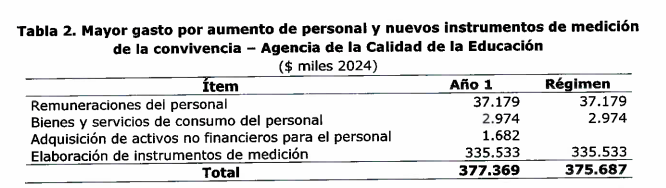 Tabla 2. Mayor gasto por aumento de personal y nuevos instrumentos de medición
de la convivencia – Agencia de la Calidad de la Educación
($ miles 2024)
Ítem Año 1 Régimen
Remuneraciones del personal 37.179 37.179
Bienes y servicios de consumo del personal 2.974 2.974
Adquisición de activos no financieros para el personal 1.682
Elaboración de instrumentos de medición 335.533 335.533
Total 377.369 375.687